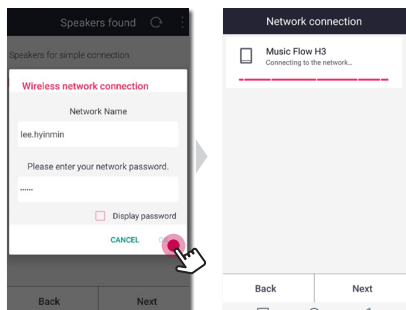 Speakers found
Speakers for simple connection
Wireless network connection
Network Name
lee.hyinmin
Please enter your network password.
······
Display password
CANCEL
Back Next
Network connection
Music Flow H3
Connecting to the network...
Back Next